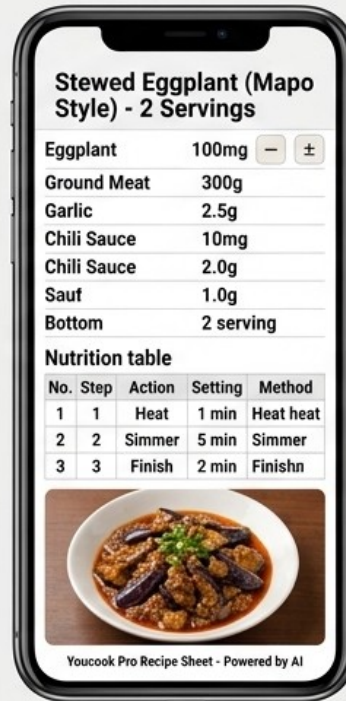 Stewed Eggplant (Mapo
Style) - 2 Servings
Eggplant 100mg − ±
Ground Meat 300g
Garlic 2.5g
Chili Sauce 10mg
Chili Sauce 2.0g
Sauf 1.0g
Bottom 2 serving
Nutrition table
No. Step Action Setting Method
1 1 Heat 1 min Heat heat
2 2 Simmer 5 min Simmer
3 3 Finish 2 min Finishn
Youcook Pro Recipe Sheet - Powered by AI